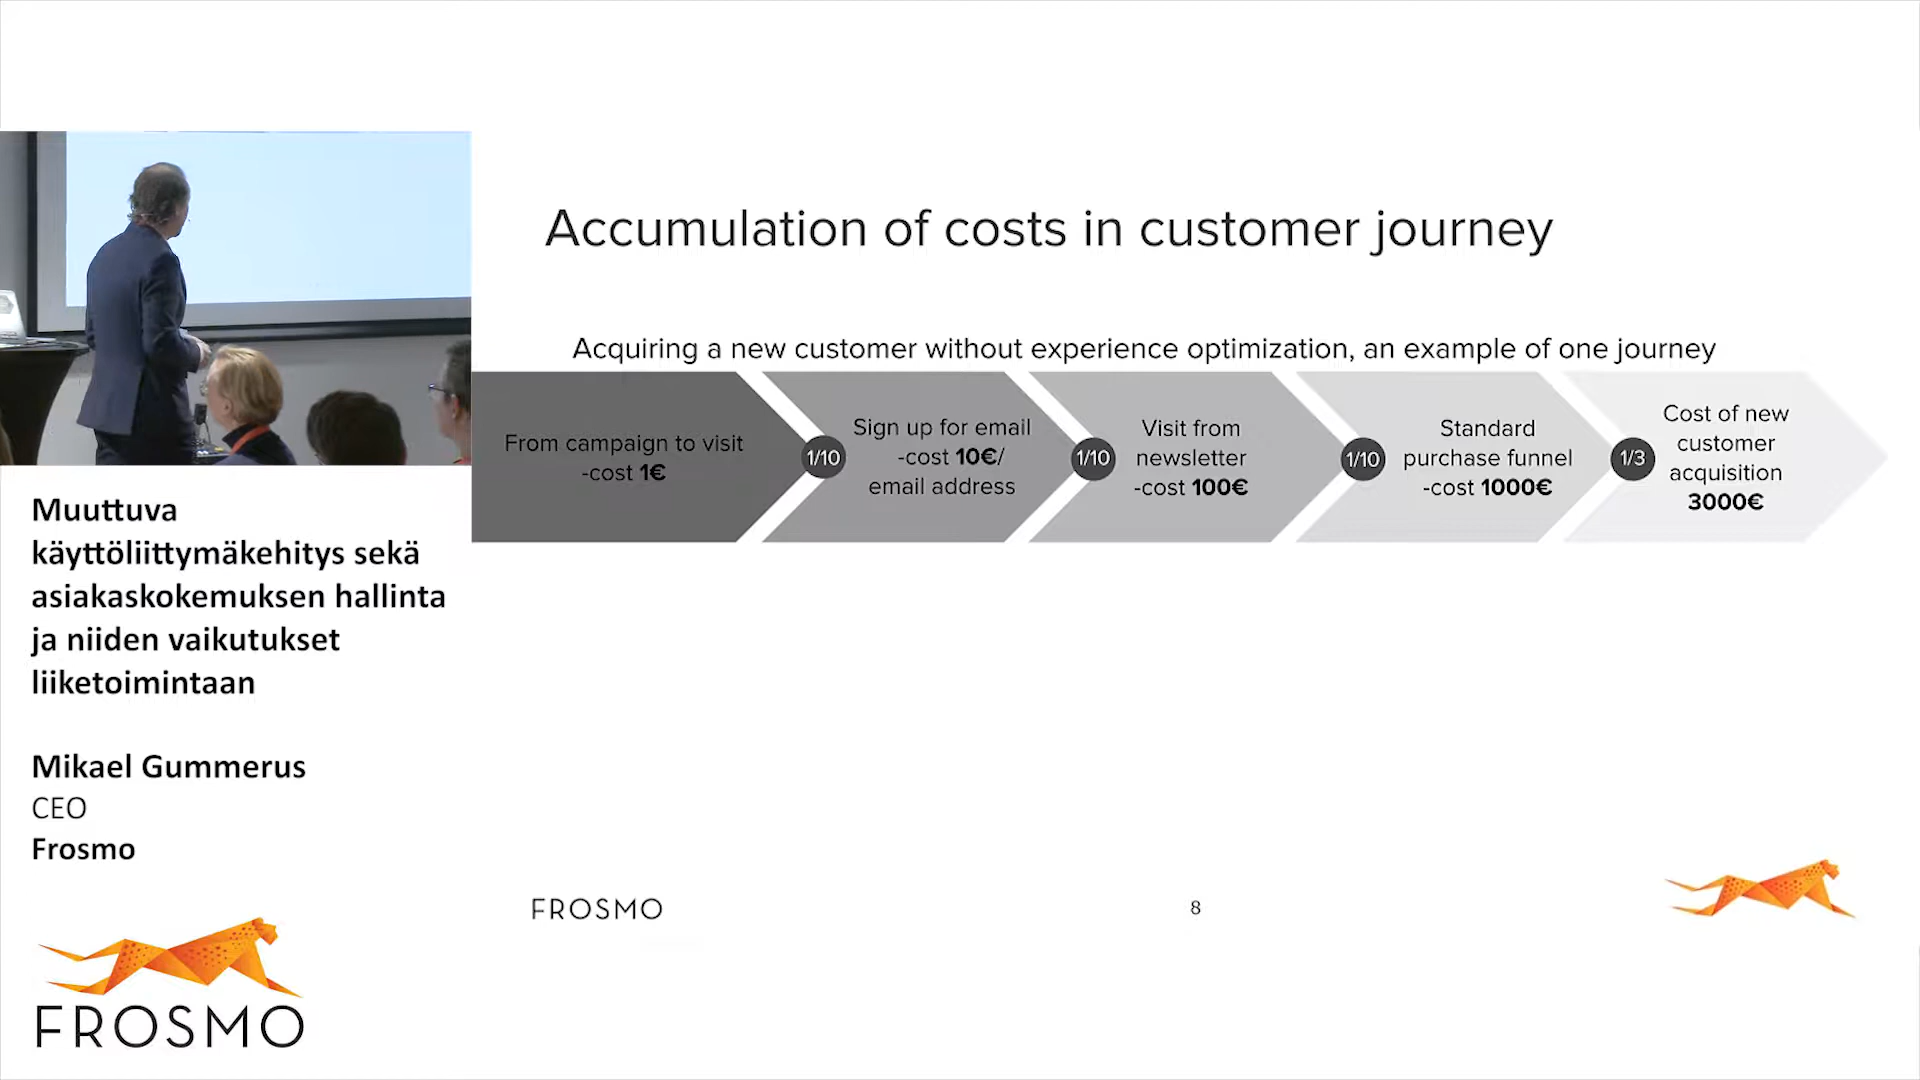 Accumulation of costs in customer journey
Acquiring a new customer without experience optimization, an example of one journey
From campaign to visit
-cost 1€
1/10
Sign up for email
-cost 10€/
email address
1/10
Visit from
newsletter
-cost 100€
1/10
Standard
purchase funnel
-cost 1000€
1/3
Cost of new
customer
acquisition
3000€
Muuttuva
käyttöliittymäkehitys sekä
asiakaskokemuksen hallinta
ja niiden vaikutukset
liiketoimintaan
Mikael Gummerus
CEO
Frosmo
FROSMO
8
FROSMO